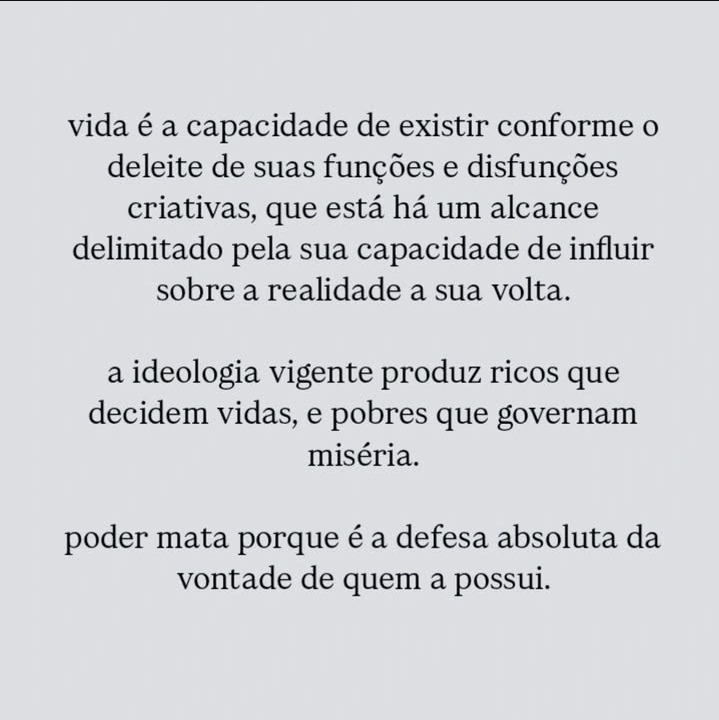 vida é a capacidade de existir conforme o
deleite de suas funções e disfunções
criativas, que está há um alcance
delimitado pela sua capacidade de influir
sobre a realidade a sua volta.
a ideologia vigente produz ricos que
decidem vidas, e pobres que governam
miséria.
poder mata porque é a defesa absoluta da
vontade de quem a possui.